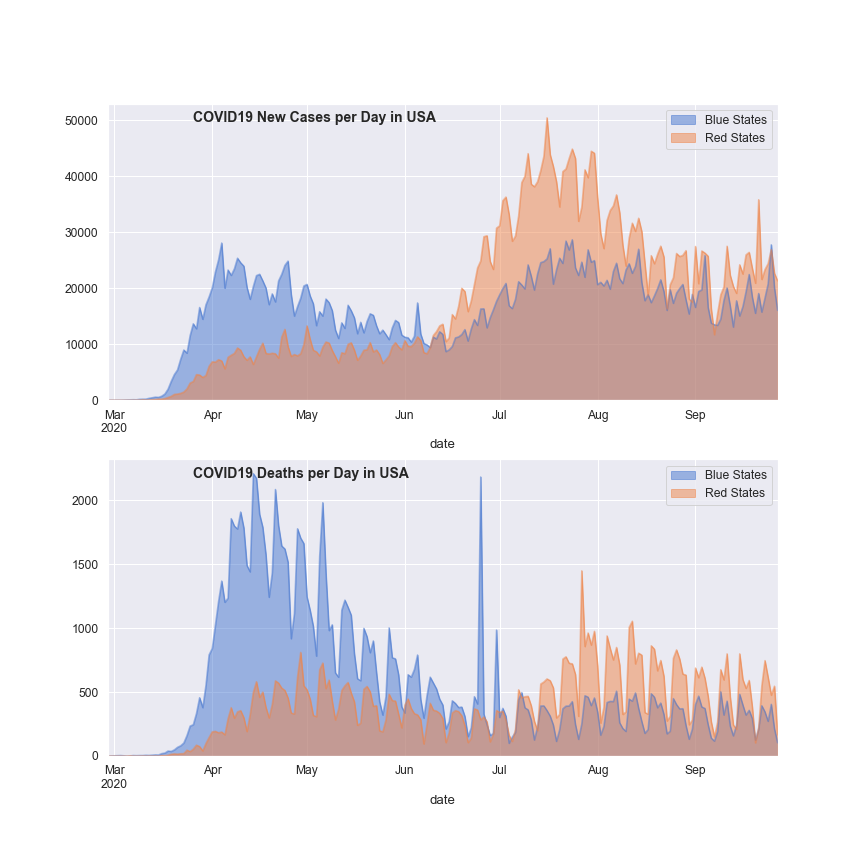 COVID19 New Cases per Day in USA
Blue States
Red States
50000
40000
30000
20000
10000
0
Mar Apr May Jun Jul Aug Sep
2020
date
COVID19 Deaths per Day in USA
Blue States
Red States
2000
1500
1000
500
0
Mar Apr May Jun Jul Aug Sep
2020
date